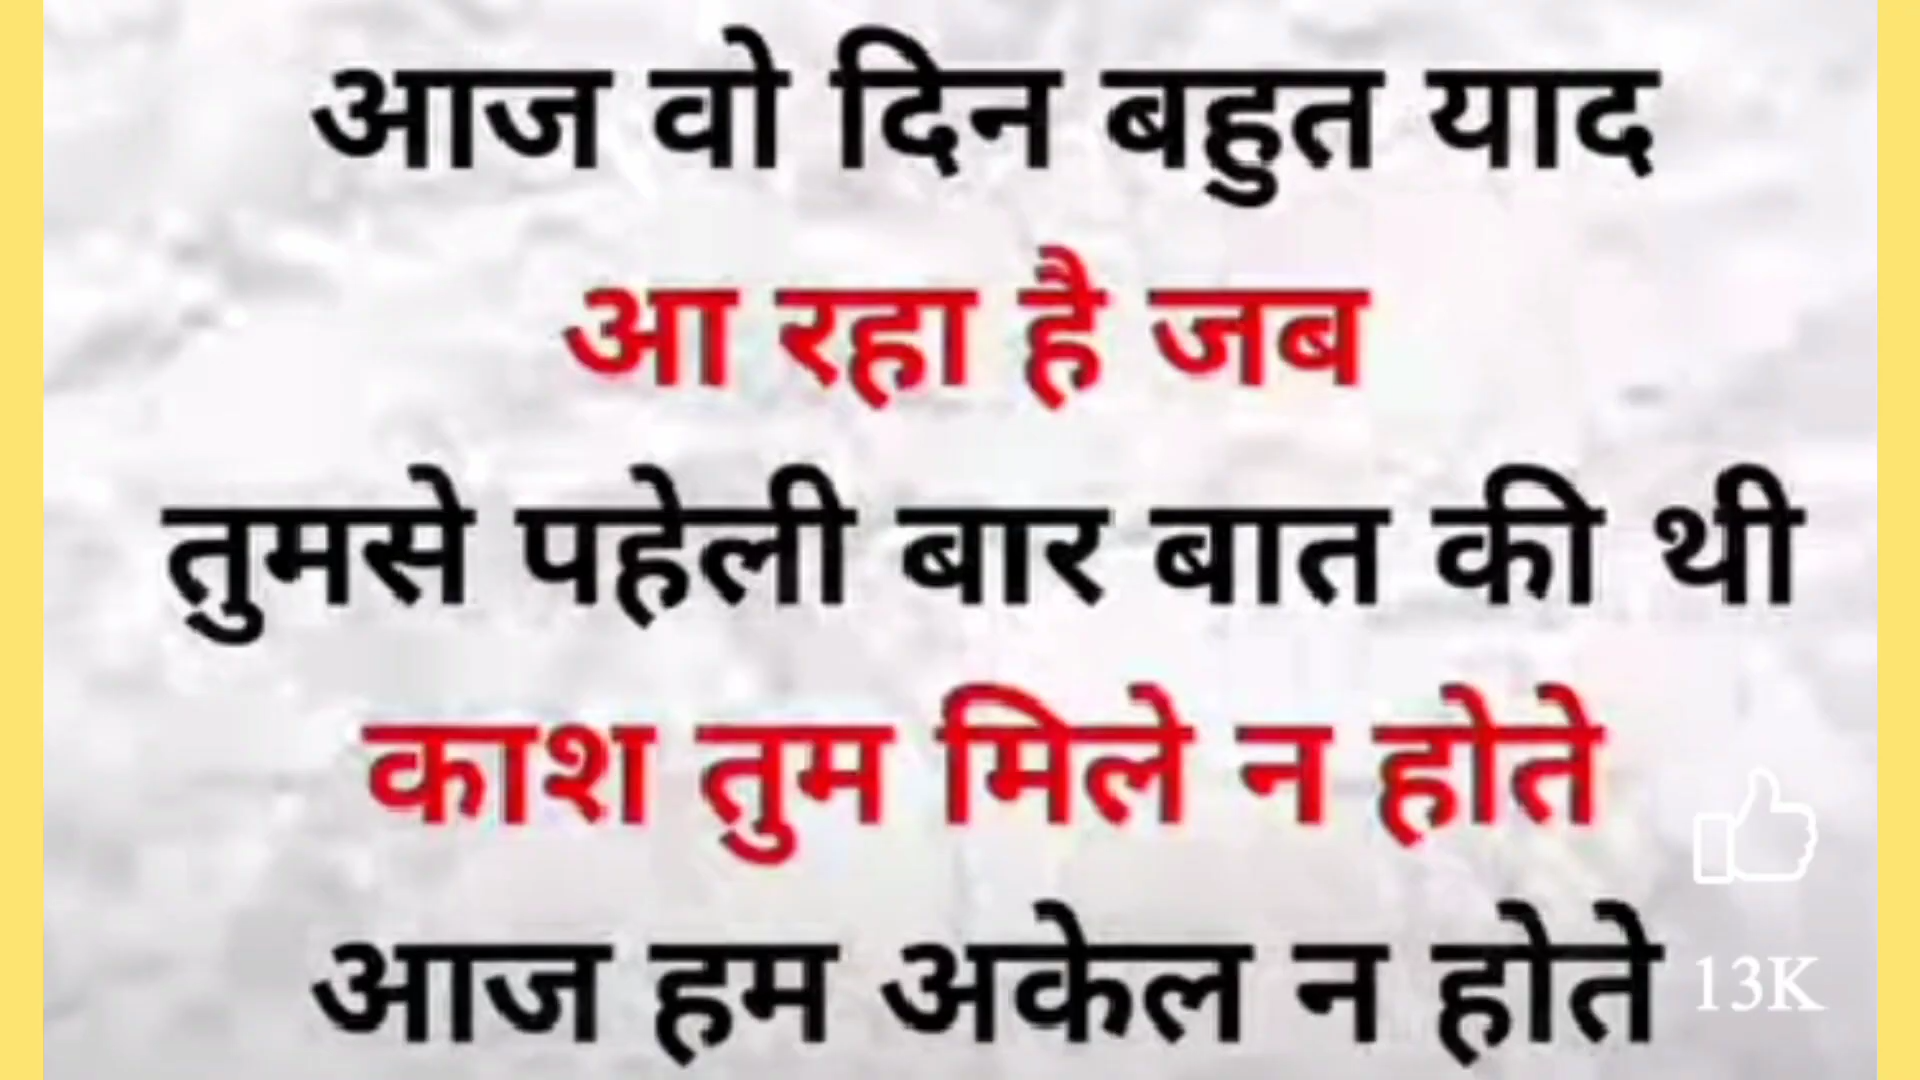 आज वो दिन बहुत याद
आ रहा है जब
तुमसे पहेली बार बात की थी
काश तुम मिले न होते
आज हम अकेल न होते
13K